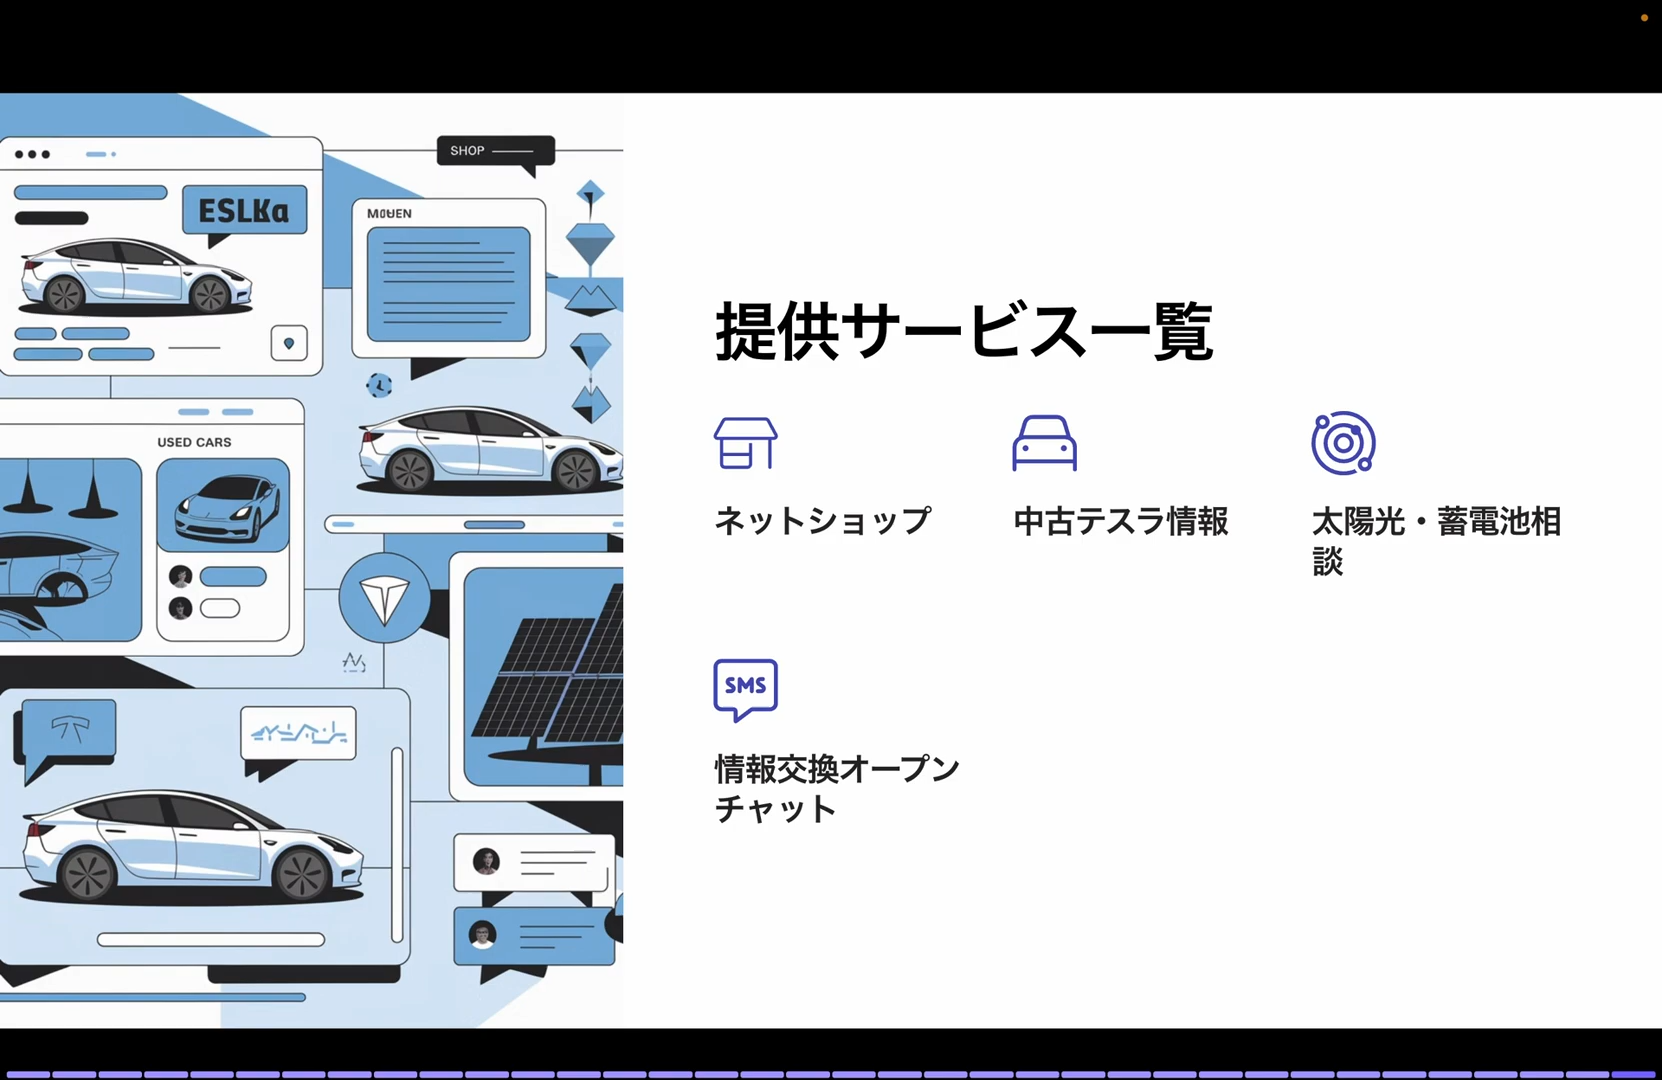 SHOP
ESLKa
USED CARS
提供サービス一覧
ネットショップ
中古テスラ情報
太陽光・蓄電池相
談
SMS
情報交換オープン
チャット